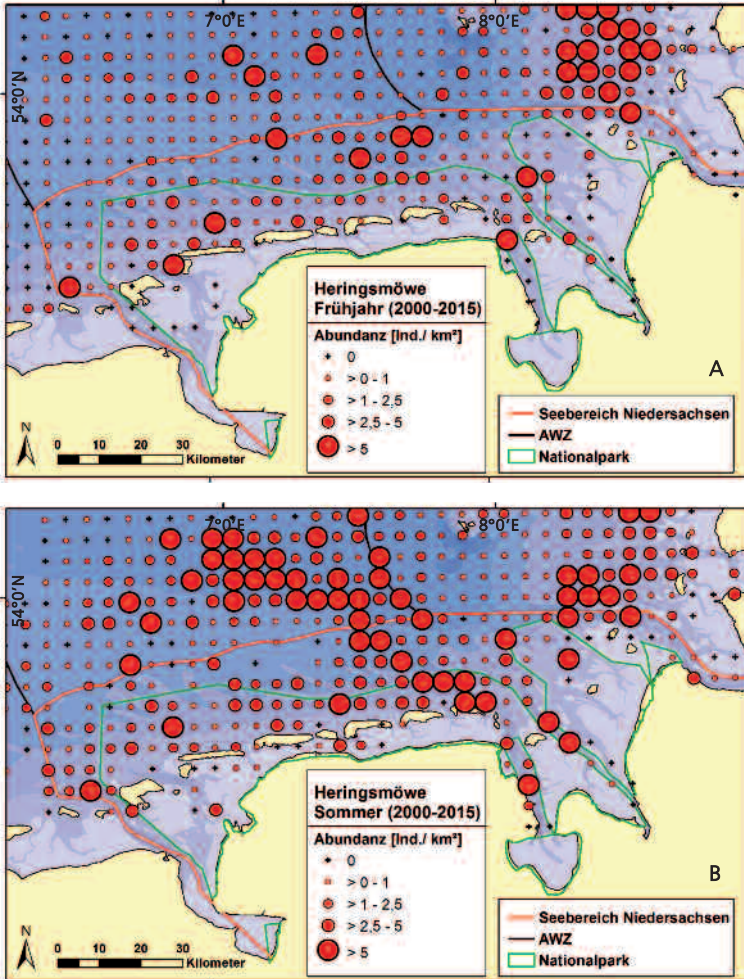 7°0'E
8°0'E
54°0'N
Heringsmöwe
Frühjahr (2000-2015)
Abundanz [Ind./ km²]
0
> 0 - 1
> 1 - 2,5
> 2,5 - 5
> 5
A
N
0 10 20 30
Kilometer
Seebereich Niedersachsen
AWZ
Nationalpark
7°0'E
8°0'E
54°0'N
Heringsmöwe
Sommer (2000-2015)
Abundanz [Ind./ km²]
0
> 0 - 1
> 1 - 2,5
> 2,5 - 5
> 5
B
N
0 10 20 30
Kilometer
Seebereich Niedersachsen
AWZ
Nationalpark